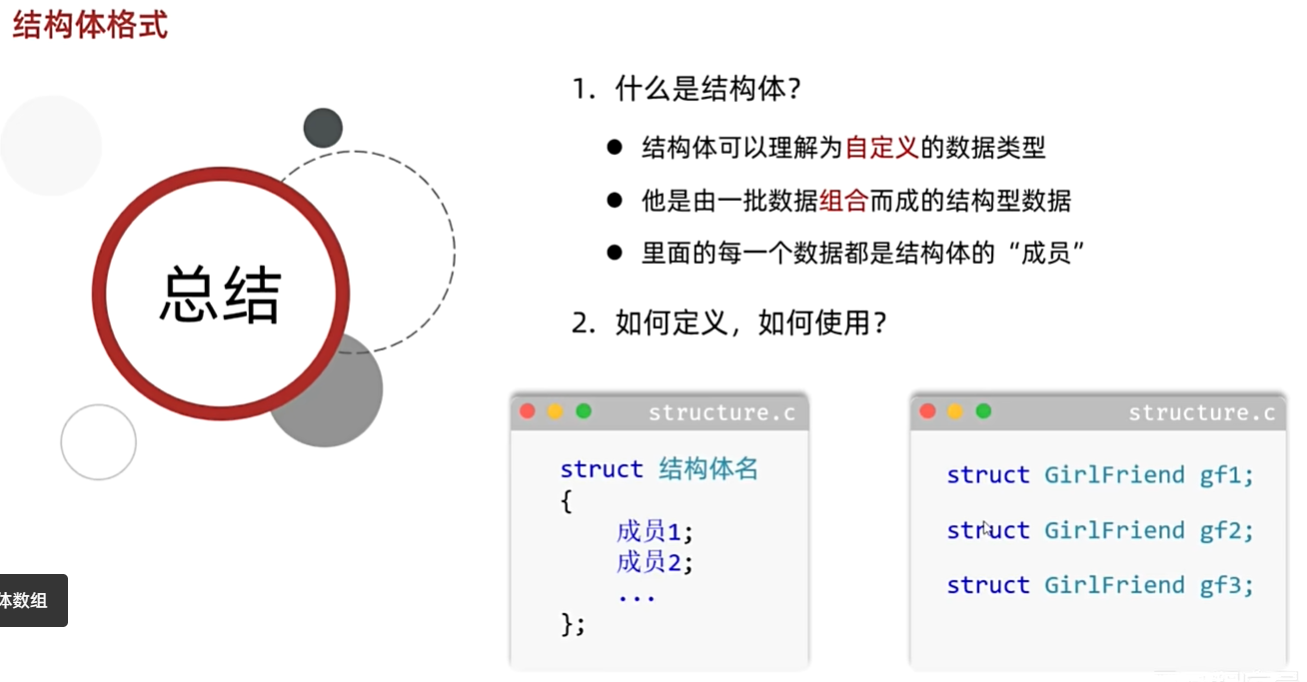 结构体格式
总结
1. 什么是结构体？
● 结构体可以理解为自定义的数据类型
● 他是由一批数据组合而成的结构型数据
● 里面的每一个数据都是结构体的“成员”
2. 如何定义，如何使用？
structure.c
struct 结构体名
{
成员1;
成员2;
...
};
structure.c
struct GirlFriend gf1;
struct GirlFriend gf2;
struct GirlFriend gf3;
体数组